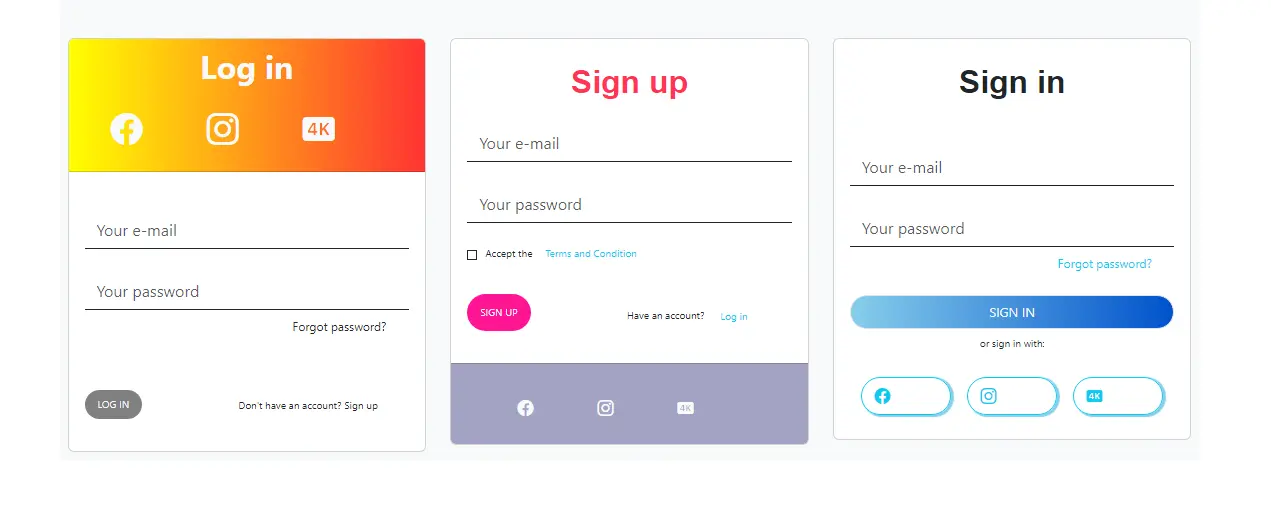 Log in
4K
Your e-mail
Your password
Forgot password?
LOG IN
Don't have an account? Sign up
Sign up
Your e-mail
Your password
Accept the Terms and Condition
SIGN UP
Have an account? Log in
4K
Sign in
Your e-mail
Your password
Forgot password?
SIGN IN
or sign in with:
4K